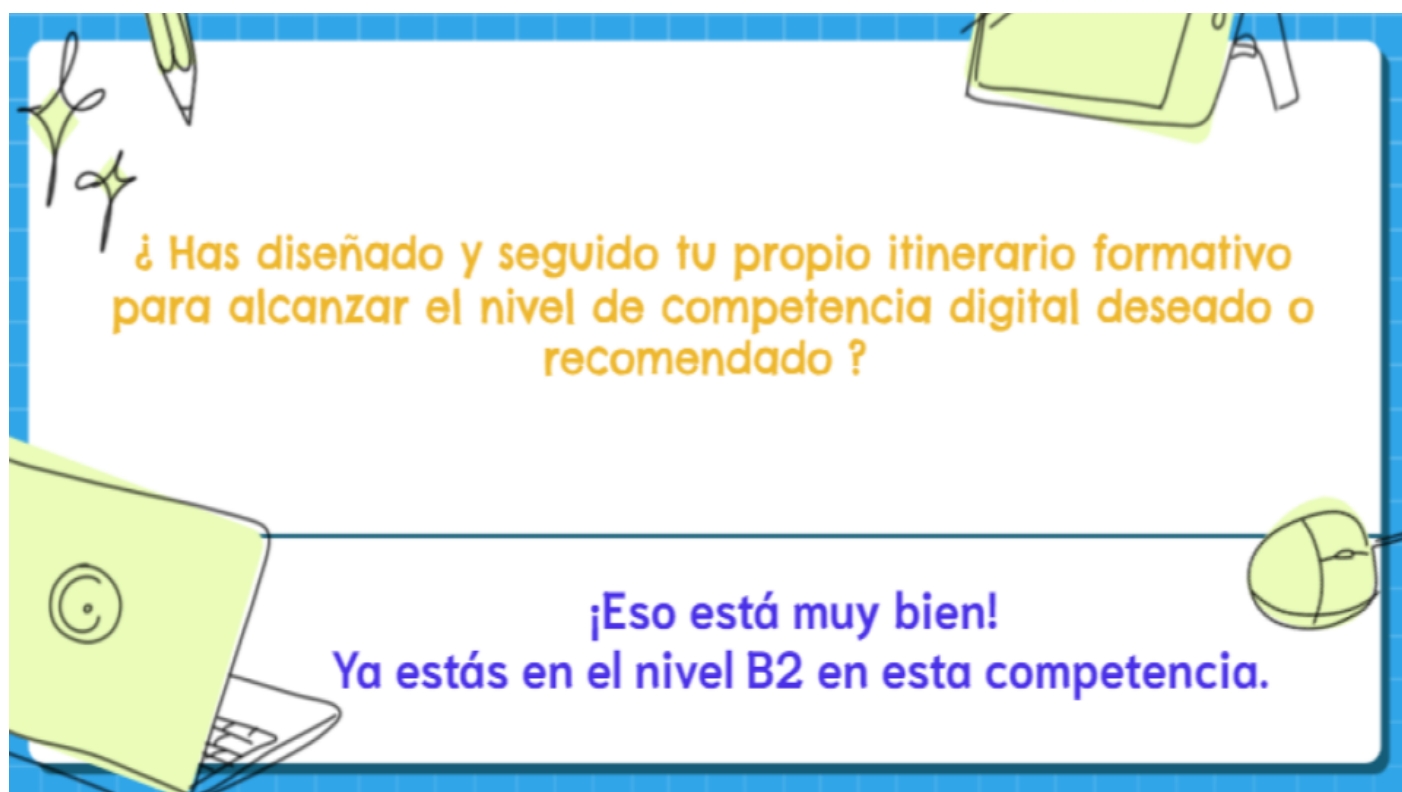 ¿ Has diseñado y seguido tu propio itinerario formativo
para alcanzar el nivel de competencia digital deseado o
recomendado ?
¡Eso está muy bien!
Ya estás en el nivel B2 en esta competencia.